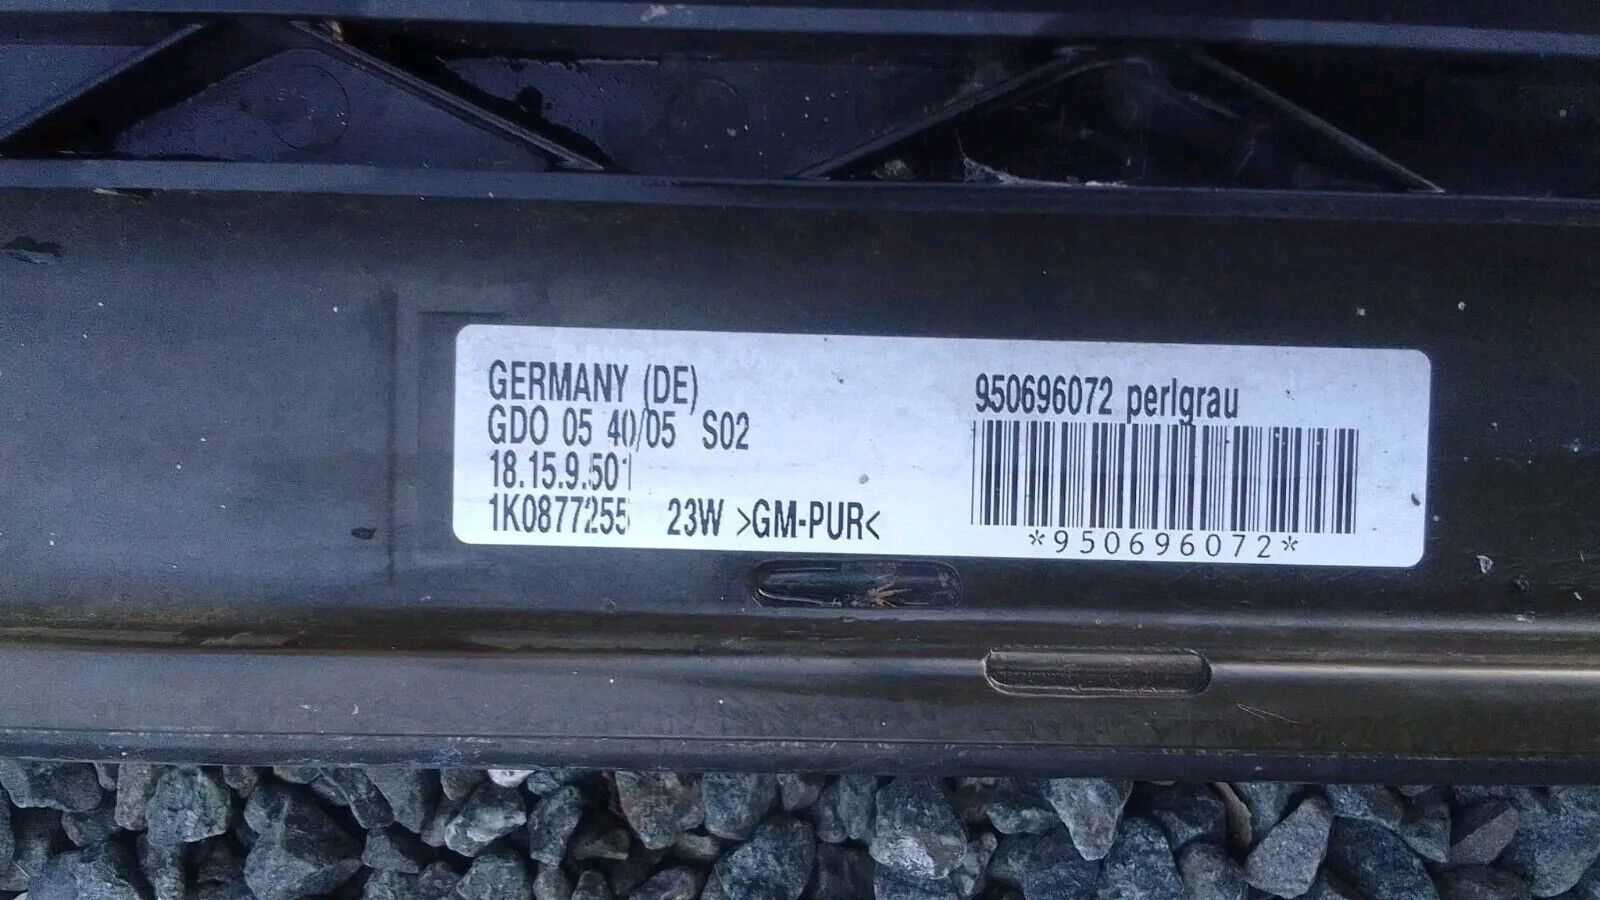 GERMANY (DE)
GDO 05 40/05 S02
18.15.9.501
1K0877255 23W >GM-PUR<
950696072 perlgrau
*950696072*